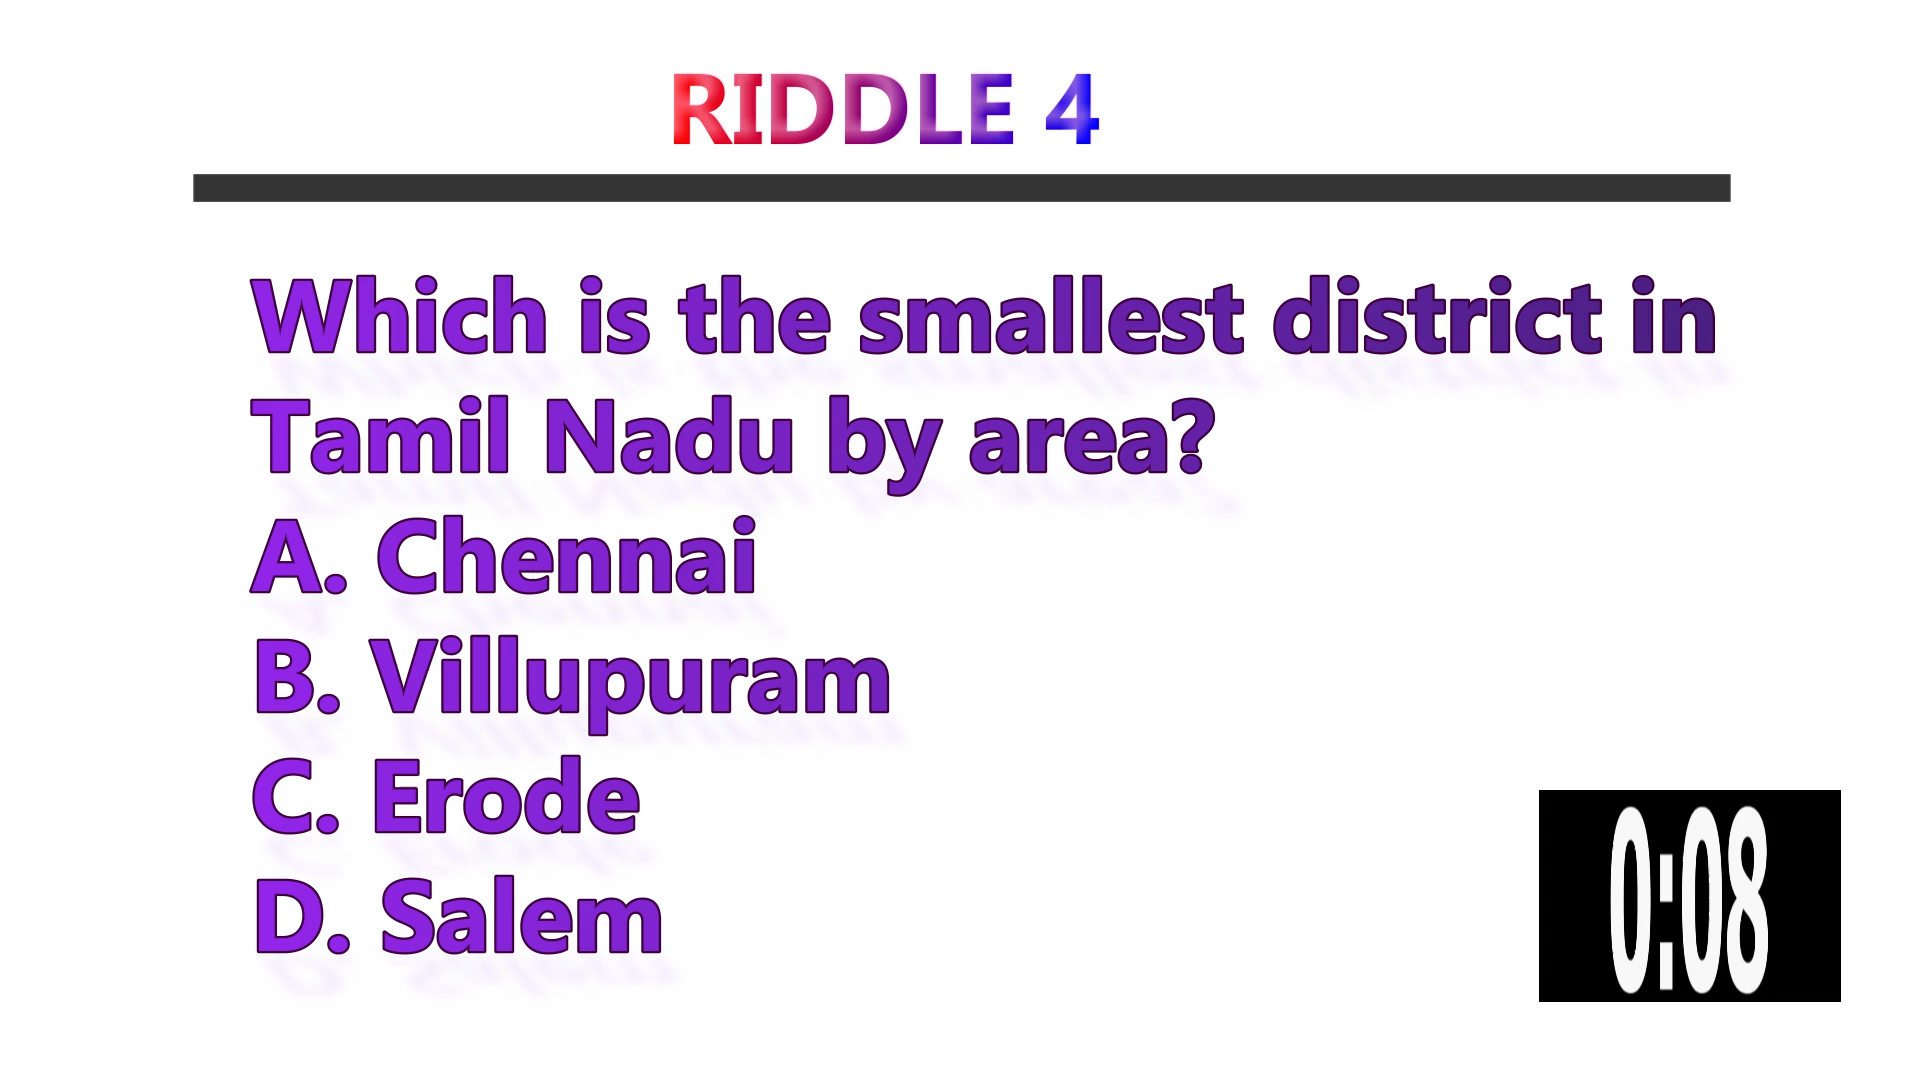 RIDDLE 4
Which is the smallest district in
Tamil Nadu by area?
A. Chennai
B. Villupuram
C. Erode
D. Salem
0:08